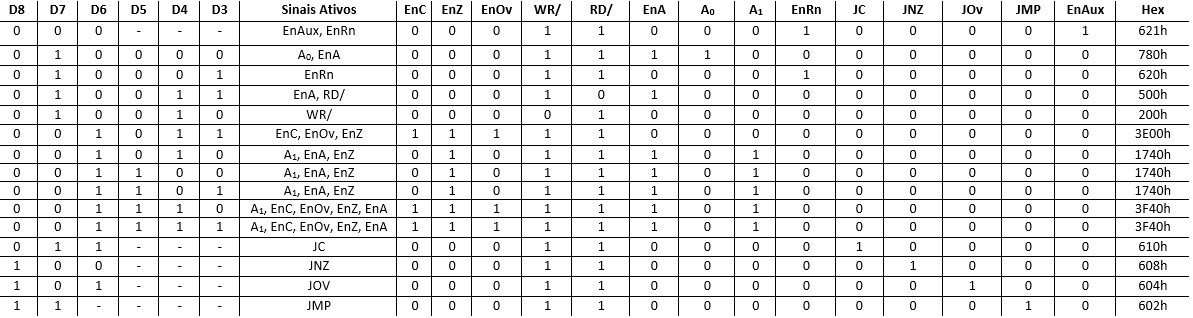 D8 D7 D6 D5 D4 D3 Sinais Ativos EnC EnZ EnOv WR/ RD/ EnA A₀ A₁ EnRn JC JNZ JOv JMP EnAux Hex
0 0 0 - - - EnAux, EnRn 0 0 0 1 1 0 0 0 1 0 0 0 0 1 621h
0 1 0 0 0 0 A₀, EnA 0 0 0 1 1 1 1 0 0 0 0 0 0 0 780h
0 1 0 0 0 1 EnRn 0 0 0 1 1 0 0 0 1 0 0 0 0 0 620h
0 1 0 0 1 1 EnA, RD/ 0 0 0 1 0 1 0 0 0 0 0 0 0 0 500h
0 1 0 0 1 0 WR/ 0 0 0 0 1 0 0 0 0 0 0 0 0 0 200h
0 0 1 0 1 1 EnC, EnOv, EnZ 1 1 1 1 1 0 0 0 0 0 0 0 0 0 3E00h
0 0 1 0 1 0 A₁, EnA, EnZ 0 1 0 1 1 1 0 1 0 0 0 0 0 0 1740h
0 0 1 1 0 0 A₁, EnA, EnZ 0 1 0 1 1 1 0 1 0 0 0 0 0 0 1740h
0 0 1 1 0 1 A₁, EnA, EnZ 0 1 0 1 1 1 0 1 0 0 0 0 0 0 1740h
0 0 1 1 1 0 A₁, EnC, EnOv, EnZ, EnA 1 1 1 1 1 1 0 1 0 0 0 0 0 0 3F40h
0 0 1 1 1 1 A₁, EnC, EnOv, EnZ, EnA 1 1 1 1 1 1 0 1 0 0 0 0 0 0 3F40h
0 1 1 - - - JC 0 0 0 1 1 0 0 0 0 1 0 0 0 0 610h
1 0 0 - - - JNZ 0 0 0 1 1 0 0 0 0 0 1 0 0 0 608h
1 0 1 - - - JOV 0 0 0 1 1 0 0 0 0 0 0 1 0 0 604h
1 1 - - - - JMP 0 0 0 1 1 0 0 0 0 0 0 0 1 0 602h